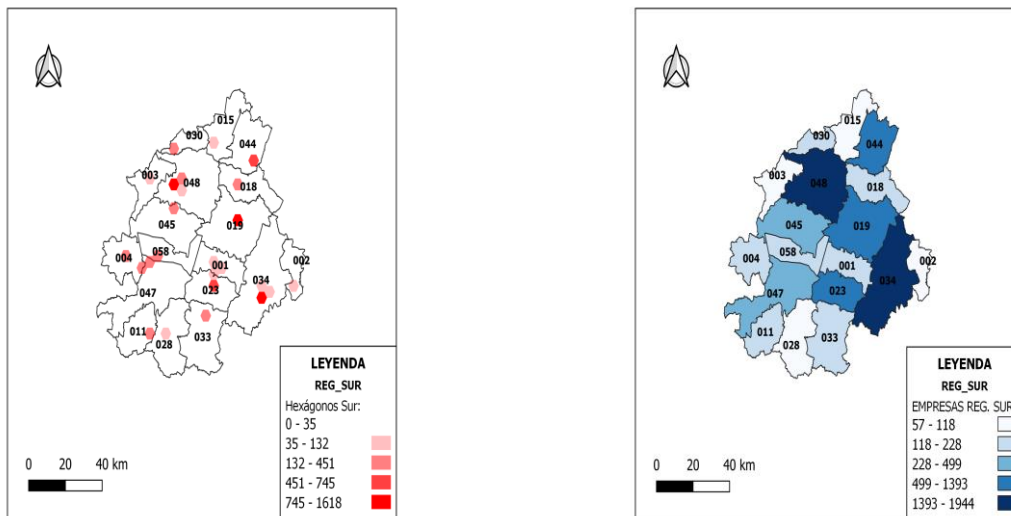 015
030
044
003
048
018
045
019
004
058
001
002
034
047
023
011
028
033
LEYENDA
REG_SUR
Hexágonos Sur:
0 - 35
35 - 132
132 - 451
451 - 745
745 - 1618
0 20 40 km
015
030
044
003
048
018
045
019
004
058
001
002
034
047
023
011
028
033
LEYENDA
REG_SUR
EMPRESAS REG. SUR
57 - 118
118 - 228
228 - 499
499 - 1393
1393 - 1944
0 20 40 km